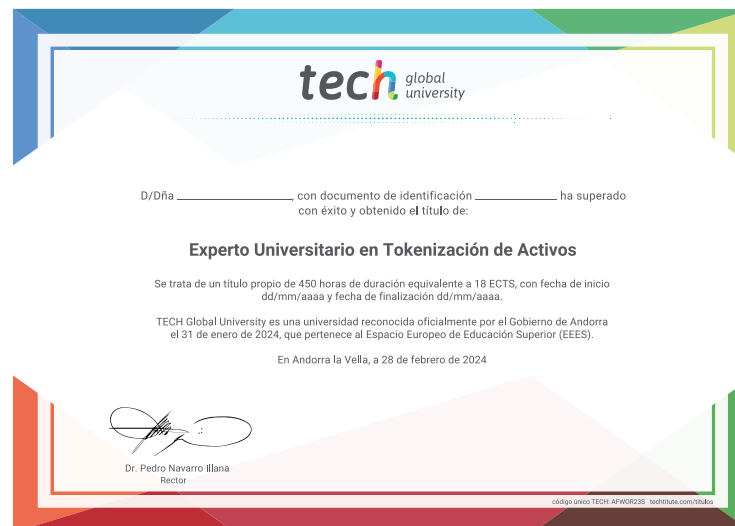 tech global
university
D/Dña ____________, con documento de identificación ____________ ha superado
con éxito y obtenido el título de:
Experto Universitario en Tokenización de Activos
Se trata de un título propio de 450 horas de duración equivalente a 18 ECTS, con fecha de inicio
dd/mm/aaaa y fecha de finalización dd/mm/aaaa.
TECH Global University es una universidad reconocida oficialmente por el Gobierno de Andorra
el 31 de enero de 2024, que pertenece al Espacio Europeo de Educación Superior (EEES).
En Andorra la Vella, a 28 de febrero de 2024
Dr. Pedro Navarro Illana
Rector
código único TECH: AFWOR23S techtitute.com/titulos